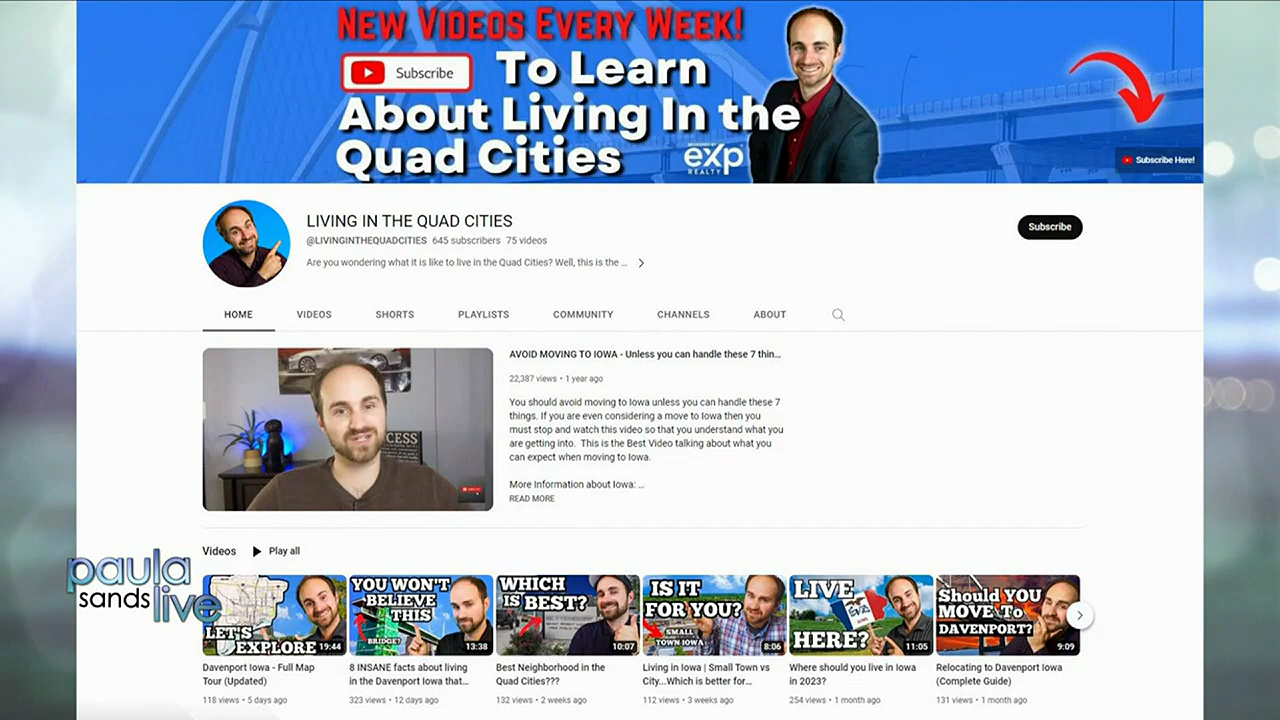 NEW VIDEOS EVERY WEEK!
Subscribe To Learn
About Living In the
Quad Cities
exp
REALTY
Subscribe Here!
LIVING IN THE QUAD CITIES
@LIVINGINTHEQUADCITIES 645 subscribers 75 videos
Are you wondering what it is like to live in the Quad Cities? Well, this is the ...
Subscribe
HOME VIDEOS SHORTS PLAYLISTS COMMUNITY CHANNELS ABOUT
AVOID MOVING TO IOWA - Unless you can handle these 7 thin...
22,387 views • 1 year ago
You should avoid moving to Iowa unless you can handle these 7
things. If you are even considering a move to Iowa then you
must stop and watch this video so that you understand what you
are getting into. This is the Best Video talking about what you
can expect when moving to Iowa.
More Information about Iowa: ...
READ MORE
CESS
Videos Play all
paula
sands
live
LET'S
EXPLORE
19:44
YOU WON'T
BELIEVE
THIS
BRIDGE?
13:38
WHICH
IS BEST?
10:07
IS IT
FOR YOU?
SMALL
TOWN IOWA
8:06
LIVE
HERE?
11:05
Should YOU
MOVE To
DAVENPORT?
9:09
Davenport Iowa - Full Map
Tour (Updated)
118 views • 5 days ago
8 INSANE facts about living
in the Davenport Iowa that...
323 views • 12 days ago
Best Neighborhood in the
Quad Cities???
132 views • 2 weeks ago
Living in Iowa | Small Town vs
City...Which is better for...
112 views • 3 weeks ago
Where should you live in Iowa
in 2023?
254 views • 1 month ago
Relocating to Davenport Iowa
(Complete Guide)
131 views • 1 month ago